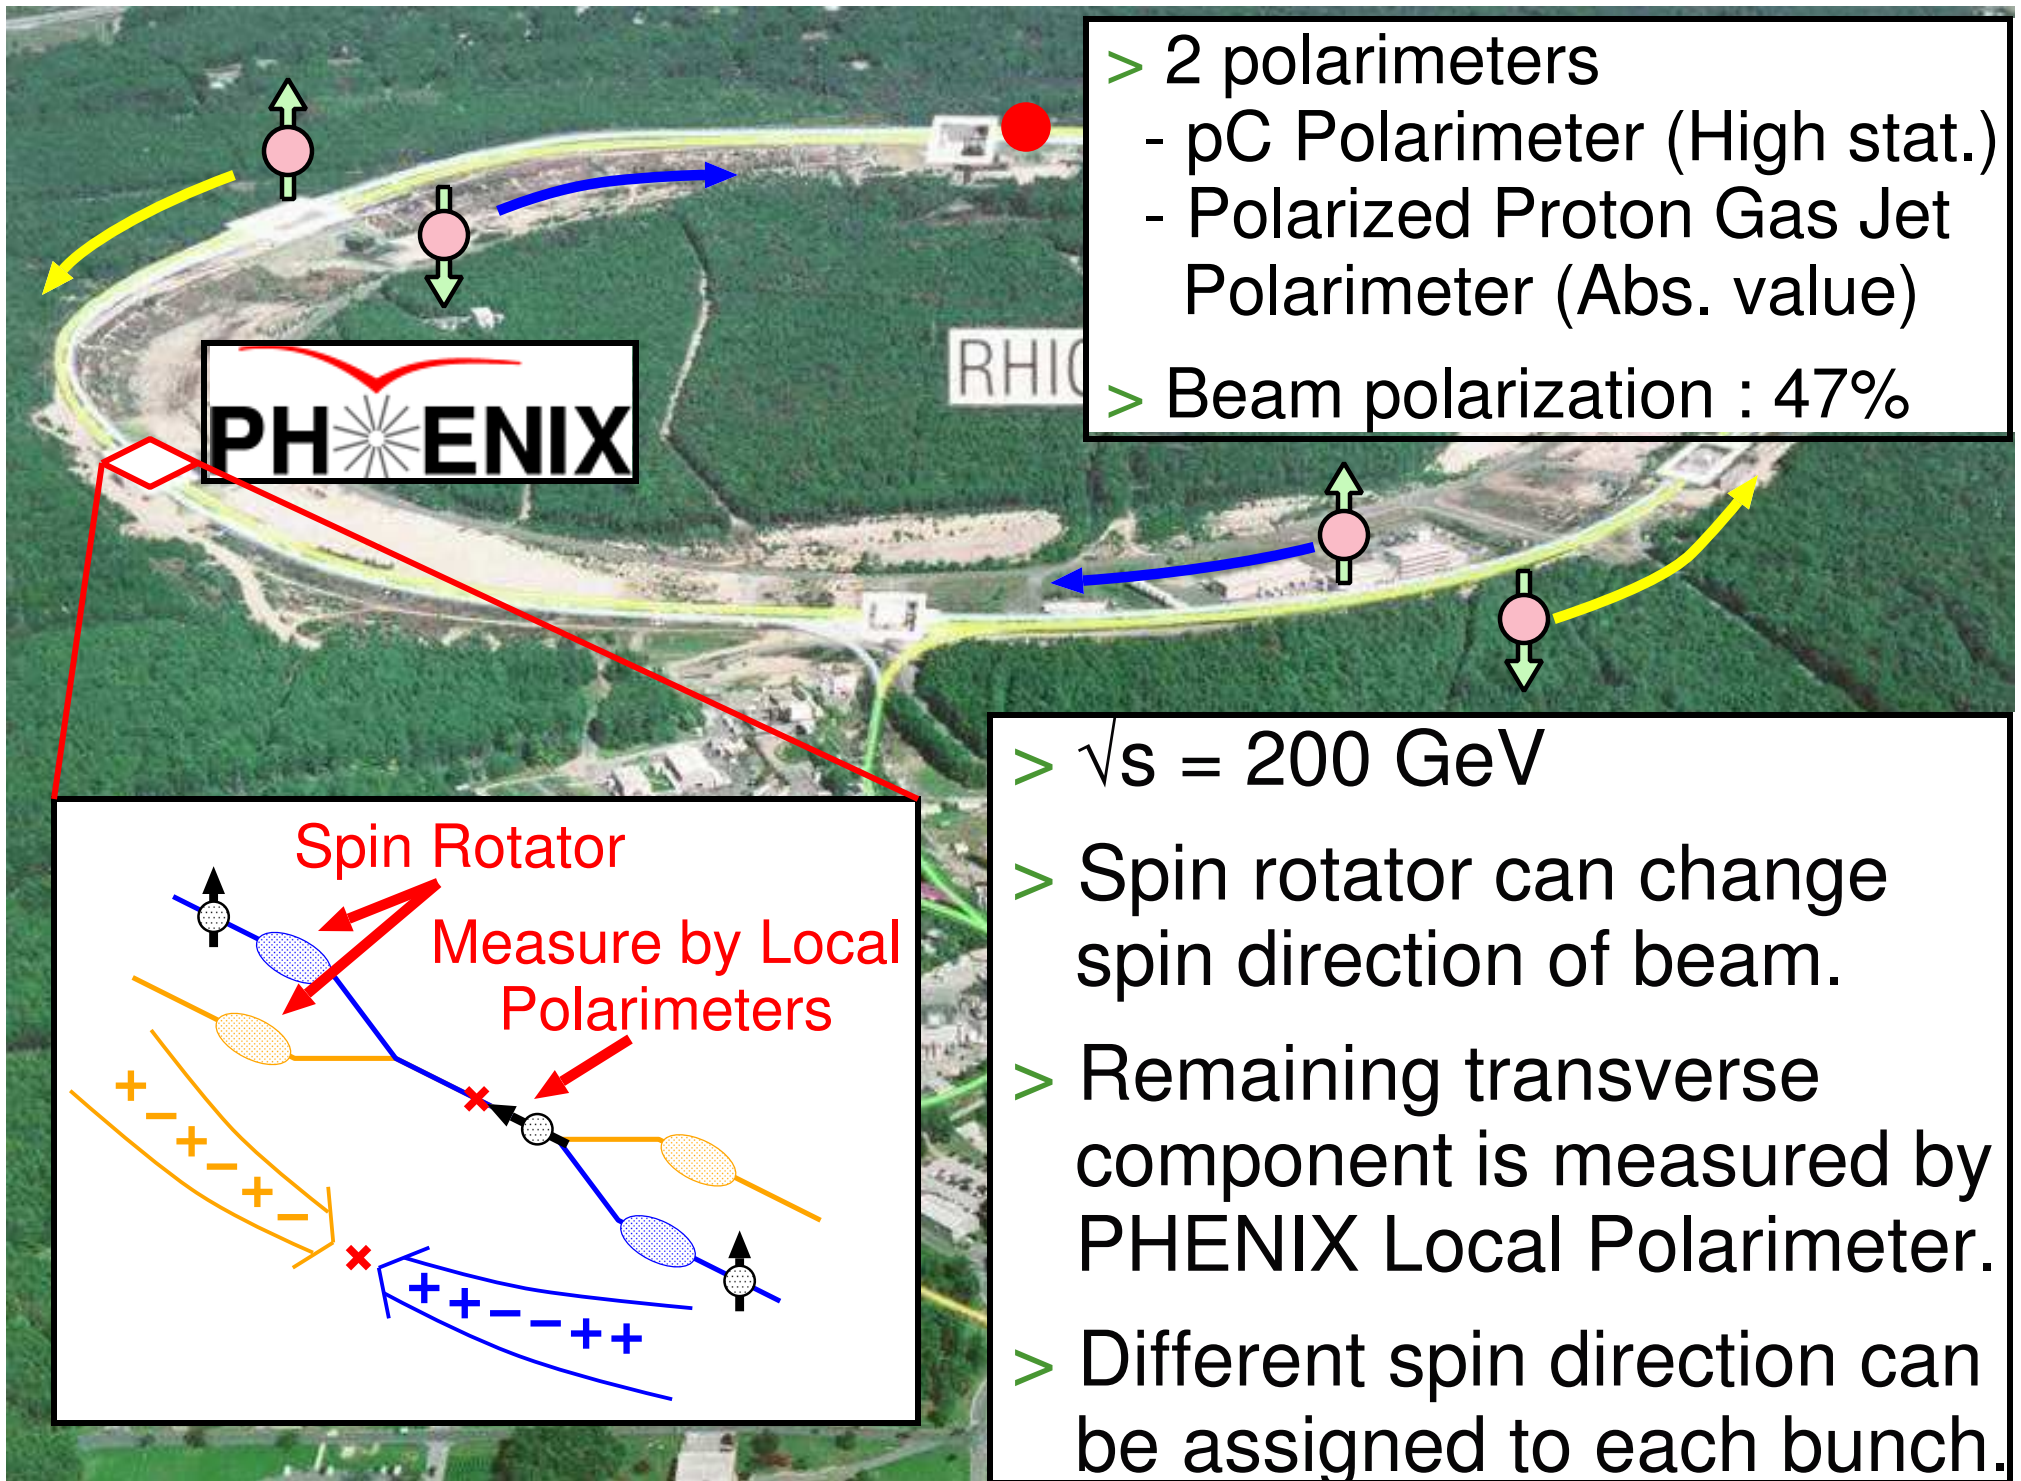 > 2 polarimeters
- pC Polarimeter (High stat.)
- Polarized Proton Gas Jet
Polarimeter (Abs. value)
> Beam polarization : 47%
RHIC
PHENIX
> √s = 200 GeV
> Spin rotator can change
spin direction of beam.
> Remaining transverse
component is measured by
PHENIX Local Polarimeter.
> Different spin direction can
be assigned to each bunch.
Spin Rotator
Measure by Local
Polarimeters
+ − + − + −
+ + − − + +